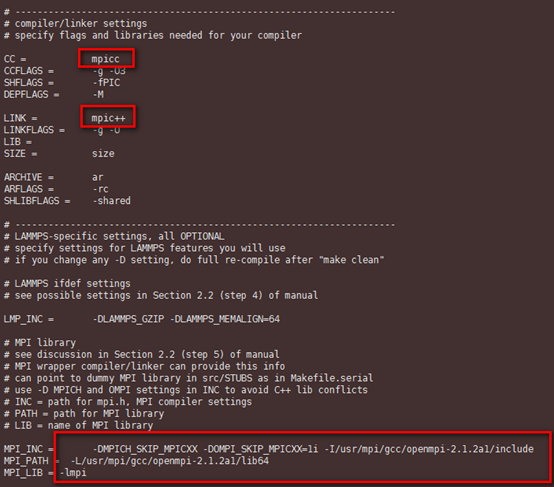 # ---------------------------------------------------------------------
# compiler/linker settings
# specify flags and libraries needed for your compiler
CC = mpicc
CCFLAGS = -g -O3
SHFLAGS = -fPIC
DEPFLAGS = -M
LINK = mpic++
LINKFLAGS = -g -O
LIB =
SIZE = size
ARCHIVE = ar
ARFLAGS = -rc
SHLIBFLAGS = -shared
# ---------------------------------------------------------------------
# LAMMPS-specific settings, all OPTIONAL
# specify settings for LAMMPS features you will use
# if you change any -D setting, do full re-compile after "make clean"
# LAMMPS ifdef settings
# see possible settings in Section 2.2 (step 4) of manual
LMP_INC = -DLAMMPS_GZIP -DLAMMPS_MEMALIGN=64
# MPI library
# see discussion in Section 2.2 (step 5) of manual
# MPI wrapper compiler/linker can provide this info
# can point to dummy MPI library in src/STUBS as in Makefile.serial
# use -D MPICH and OMPI settings in INC to avoid C++ lib conflicts
# INC = path for mpi.h, MPI compiler settings
# PATH = path for MPI library
# LIB = name of MPI library
MPI_INC = -DMPICH_SKIP_MPICXX -DOMPI_SKIP_MPICXX=1i -I/usr/mpi/gcc/openmpi-2.1.2a1/include
MPI_PATH = -L/usr/mpi/gcc/openmpi-2.1.2a1/lib64
MPI_LIB = -lmpi